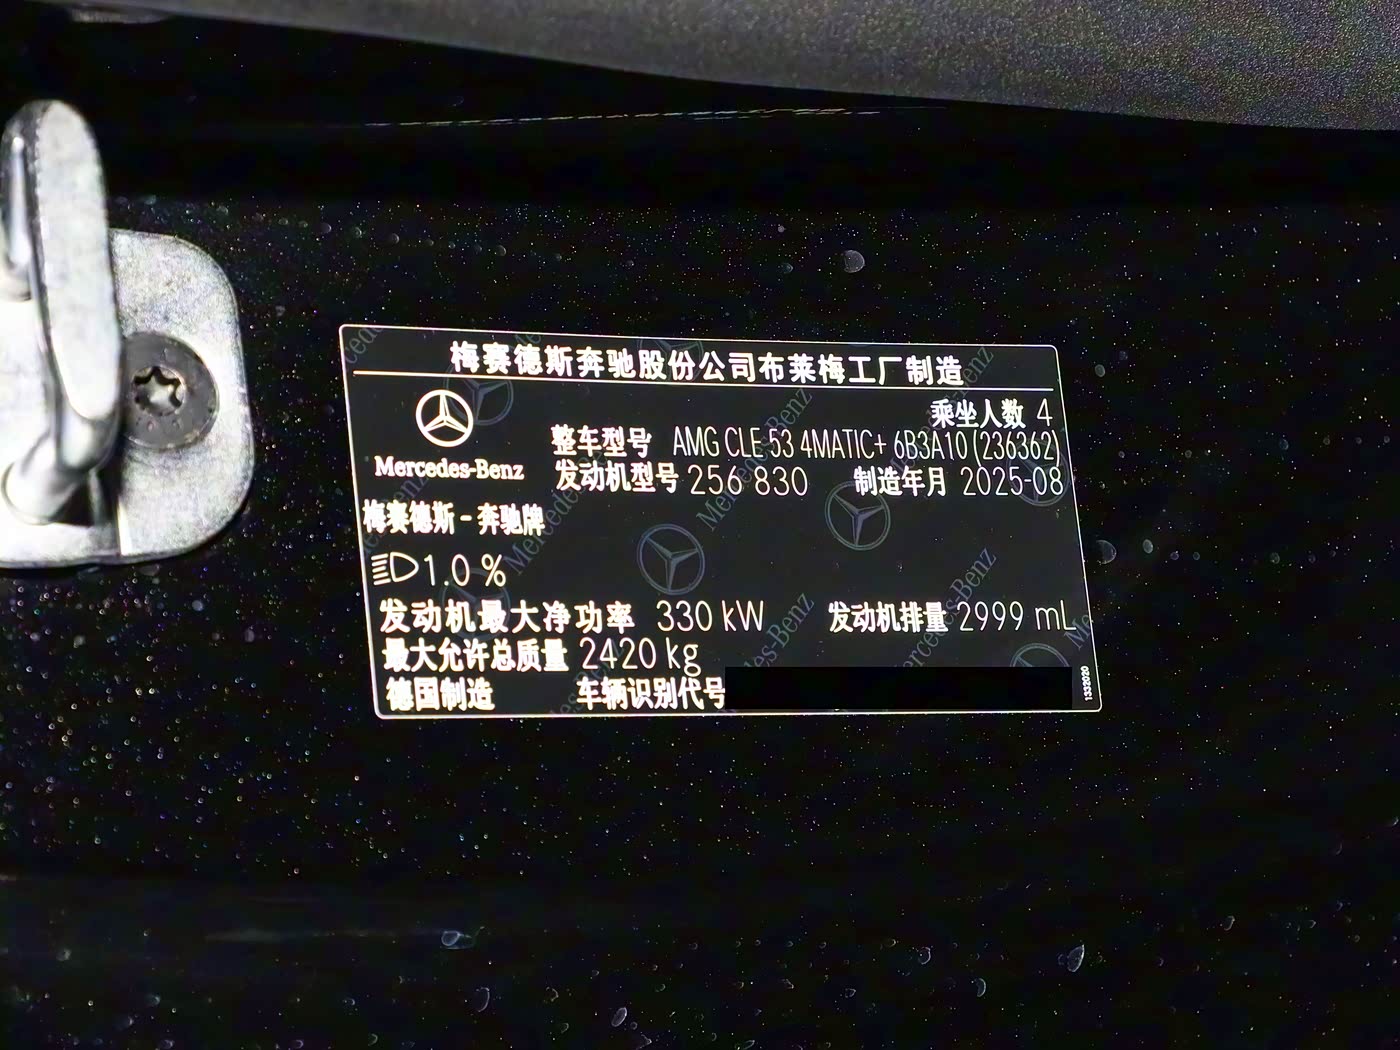 梅赛德斯奔驰股份公司布莱梅工厂制造
乘坐人数 4
整车型号 AMG CLE 53 4MATIC+ 6B3A10 (236362)
Mercedes-Benz
发动机型号 256 830 制造年月 2025-08
梅赛德斯-奔驰牌
1.0 %
发动机最大净功率 330 kW 发动机排量 2999 mL
最大允许总质量 2420 kg
德国制造 车辆识别代号
1332020